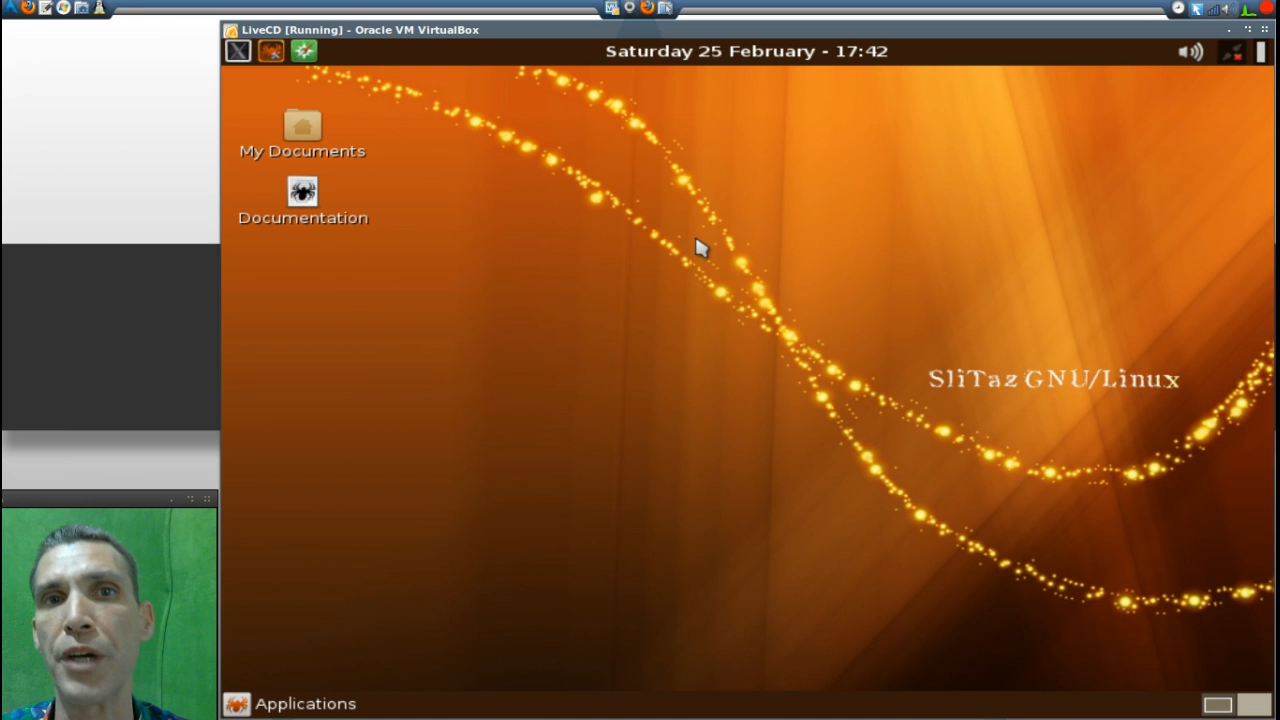 LiveCD [Running] - Oracle VM VirtualBox
Saturday 25 February - 17:42
My Documents
Documentation
SliTaz GNU/Linux
Applications